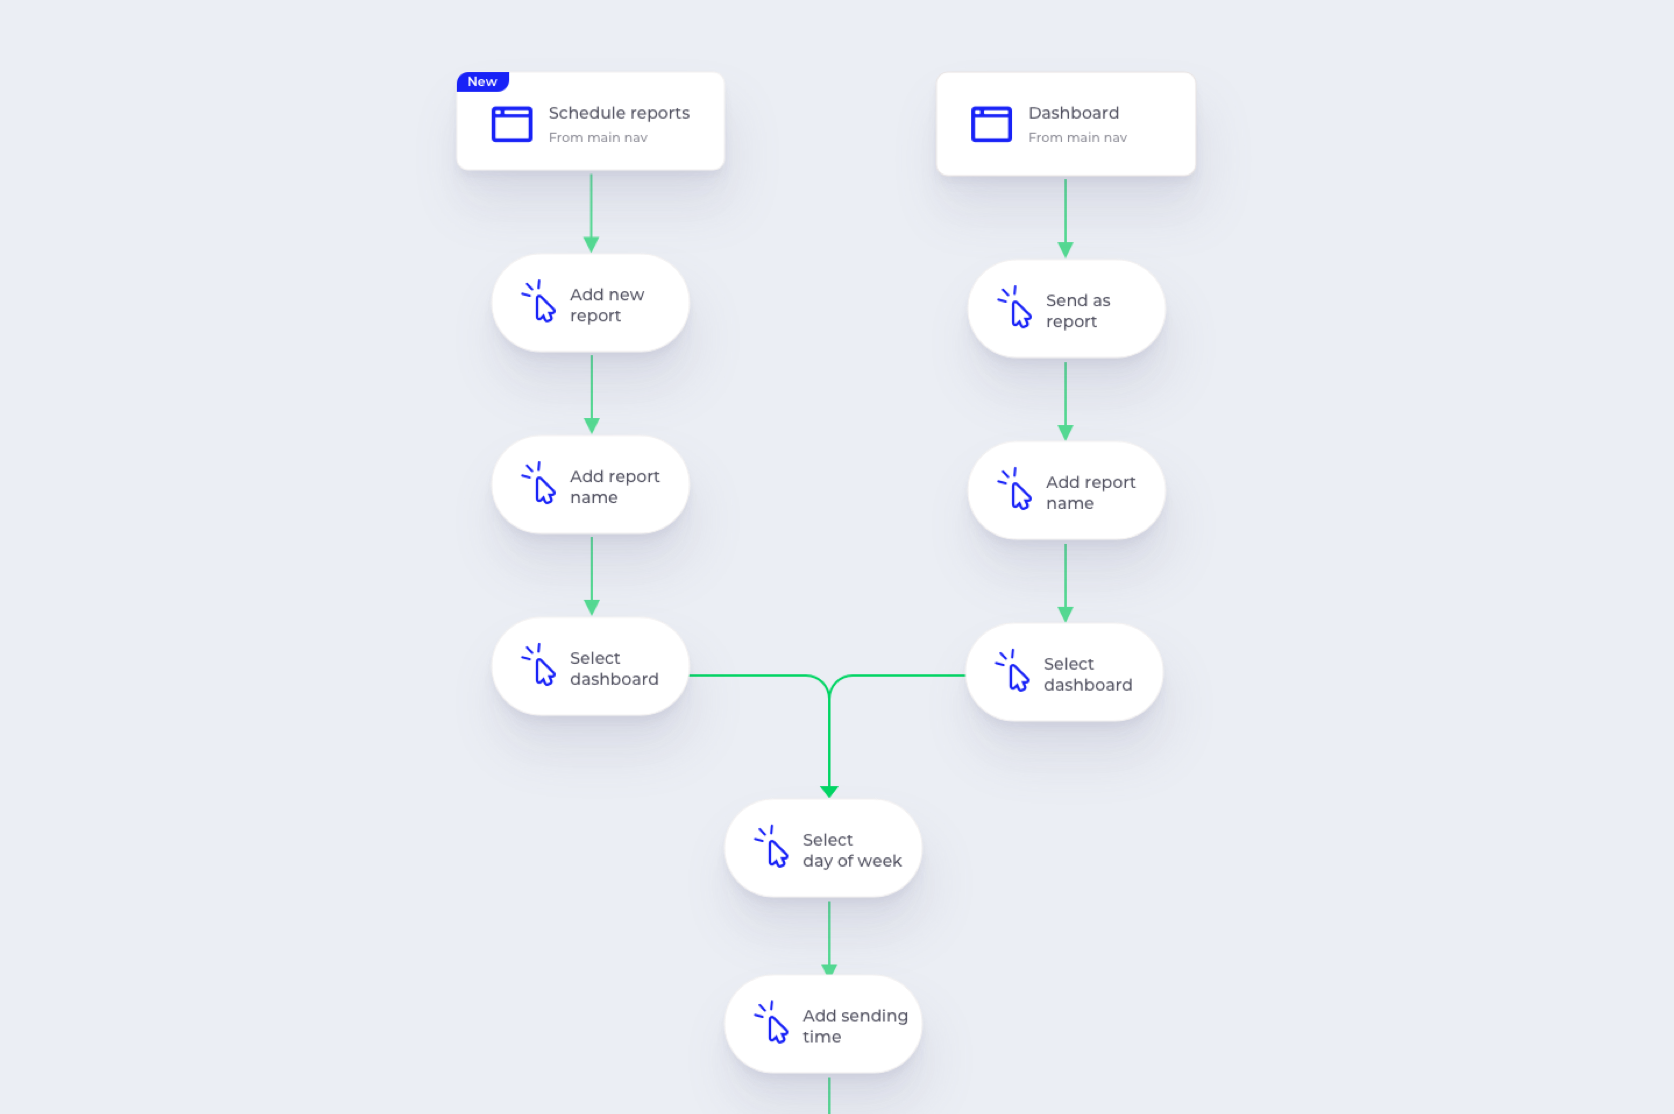 New
Schedule reports
From main nav
Add new
report
Add report
name
Select
dashboard
Dashboard
From main nav
Send as
report
Add report
name
Select
dashboard
Select
day of week
Add sending
time